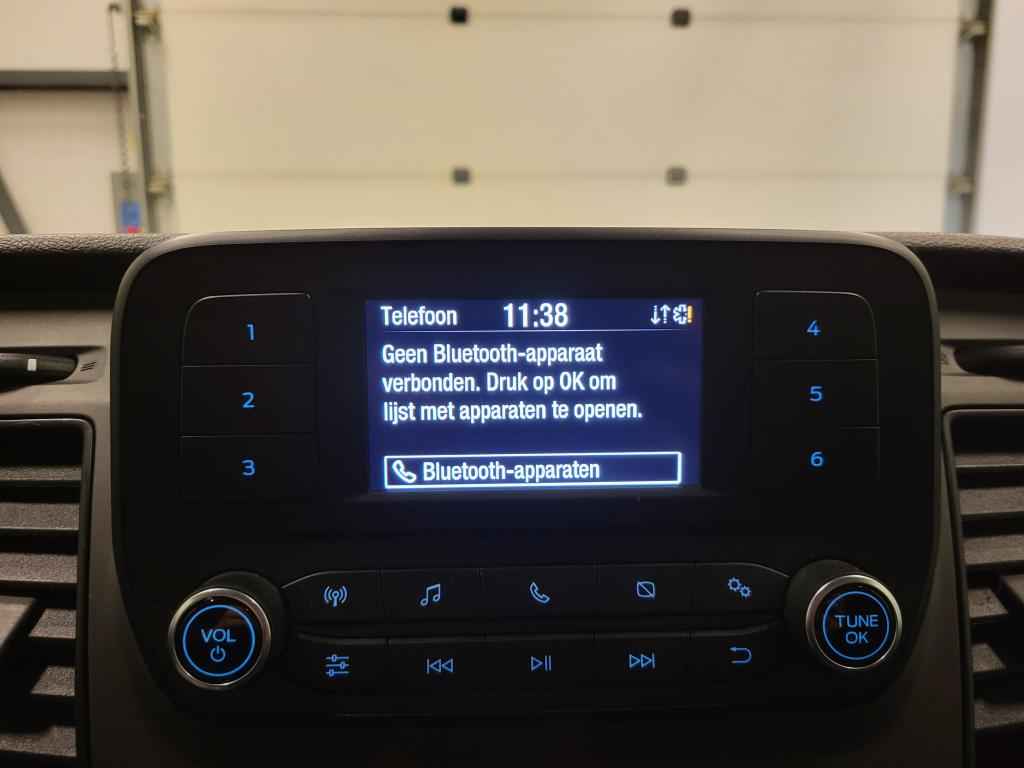 Telefoon 11:38
Geen Bluetooth-apparaat
verbonden. Druk op OK om
lijst met apparaten te openen.
Bluetooth-apparaten
1
2
3
4
5
6
VOL
TUNE
OK